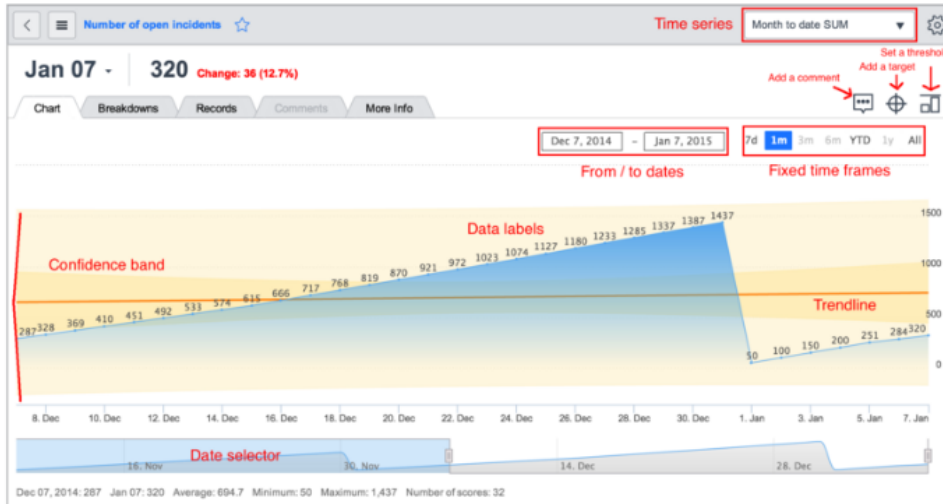 Number of open incidents
Time series
Month to date SUM
Jan 07
320 Change: 36 (12.7%)
Set a threshol
Add a target
Add a comment
Chart
Breakdowns
Records
Comments
More Info
Dec 7, 2014 - Jan 7, 2015
7d 1m 3m 6m YTD 1y All
From / to dates
Fixed time frames
Data labels
Confidence band
Trendline
287 328 369 410 451 492 533 574 615 666 717 768 819 870 921 972 1023 1074 1127 1180 1233 1285 1337 1387 1437 50 100 150 200 251 284 320
1500
1000
500
0
8. Dec 10. Dec 12. Dec 14. Dec 16. Dec 18. Dec 20. Dec 22. Dec 24. Dec 26. Dec 28. Dec 30. Dec 1. Jan 3. Jan 5. Jan 7. Jan
Date selector
16. Nov 30. Nov 14. Dec 28. Dec
Dec 07, 2014: 287 Jan 07: 320 Average: 694.7 Minimum: 50 Maximum: 1,437 Number of scores: 32